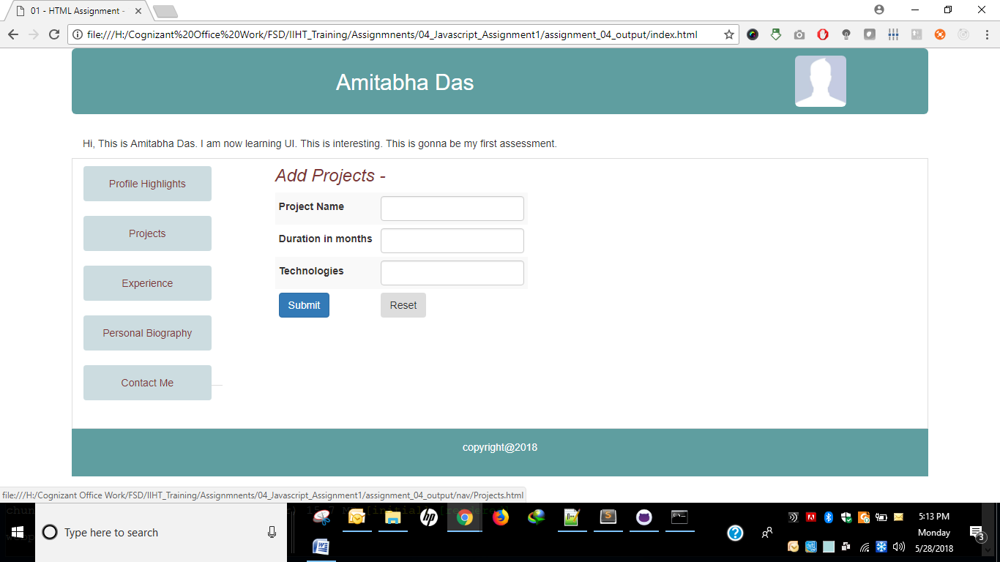 01 - HTML Assignment -
file:///H:/Cognizant%20Office%20Work/FSD/IIHT_Training/Assignmnents/04_Javascript_Assignment1/assignment_04_output/index.html
Amitabha Das
Hi, This is Amitabha Das. I am now learning UI. This is interesting. This is gonna be my first assessment.
Profile Highlights
Projects
Experience
Personal Biography
Contact Me
Add Projects -
Project Name
Duration in months
Technologies
Submit Reset
copyright@2018
file:///H:/Cognizant Office Work/FSD/IIHT_Training/Assignmnents/04_Javascript_Assignment1/assignment_04_output/nav/Projects.html
Type here to search
5:13 PM
Monday
5/28/2018
3